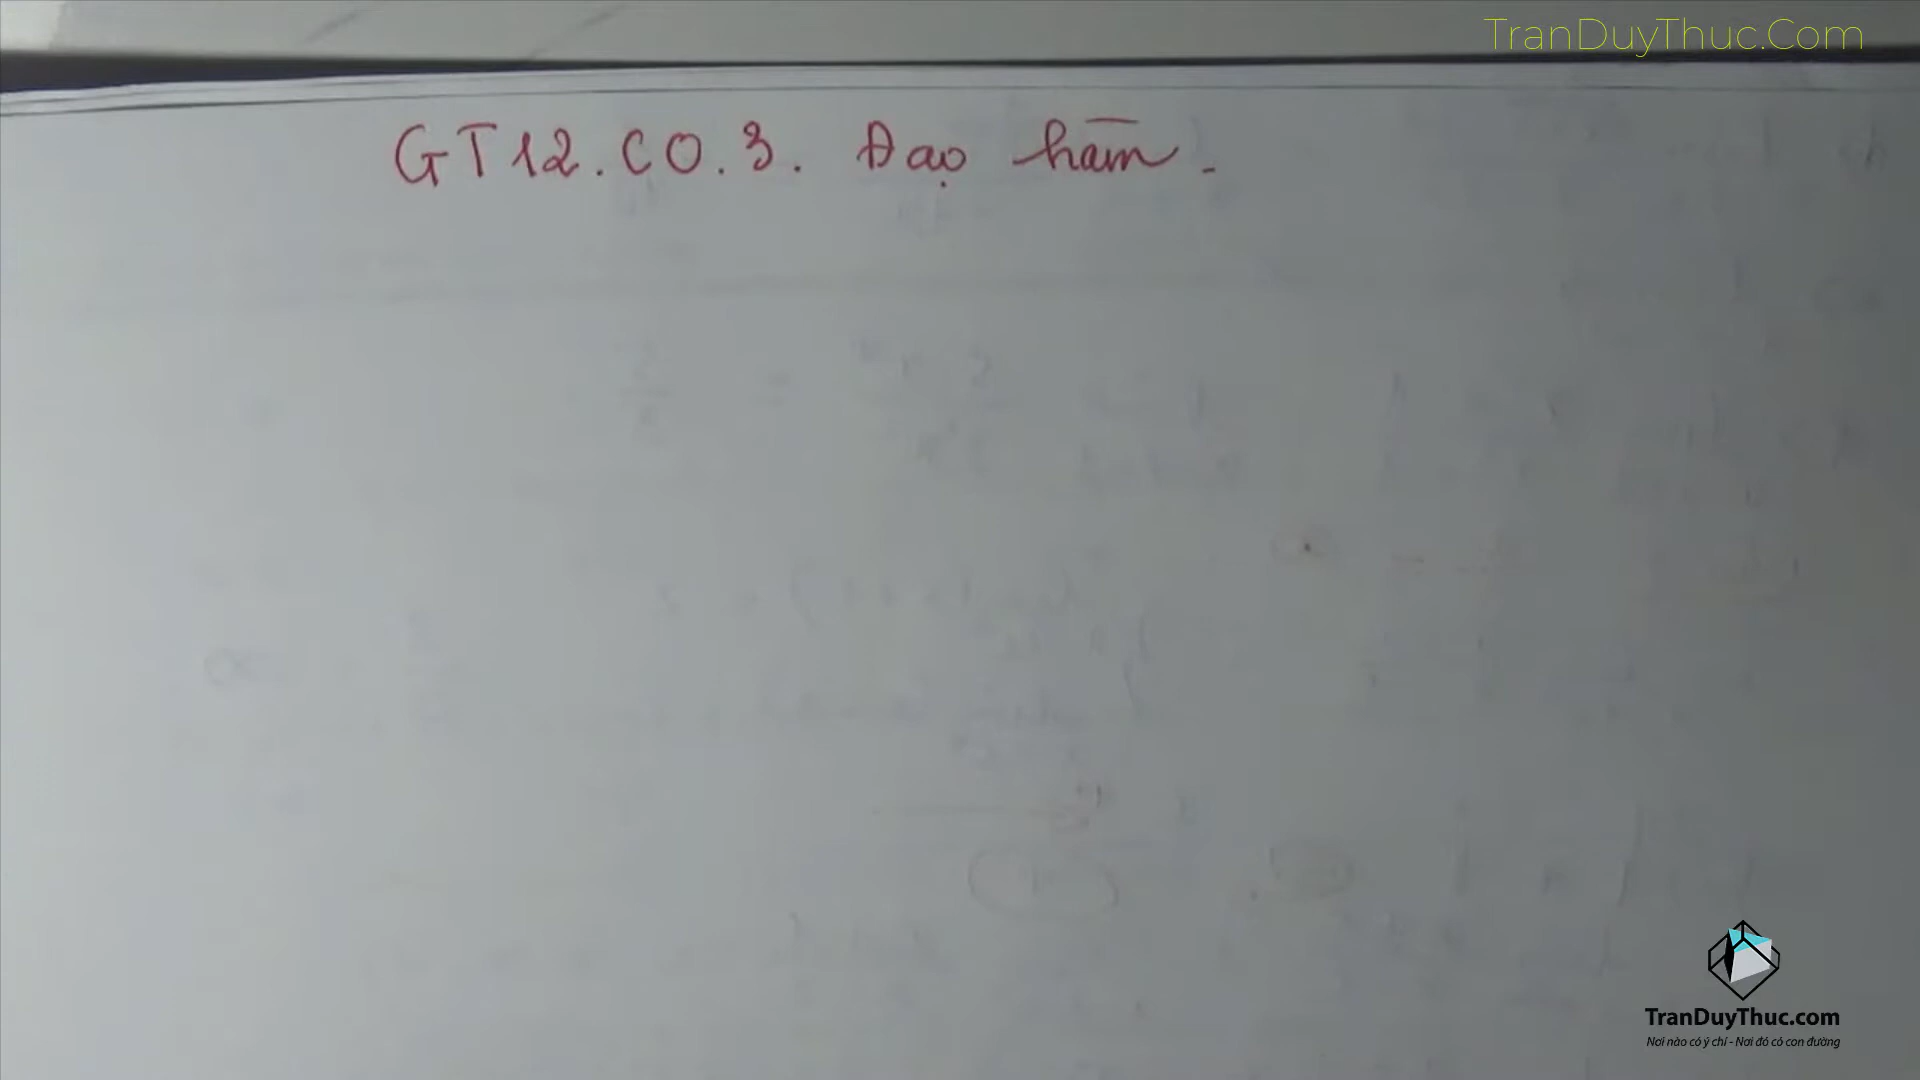 TranDuyThuc.Com
GT12.C0.3. Đạo hàm.
TranDuyThuc.com
Nơi nào có ý chí - Nơi đó có con đường